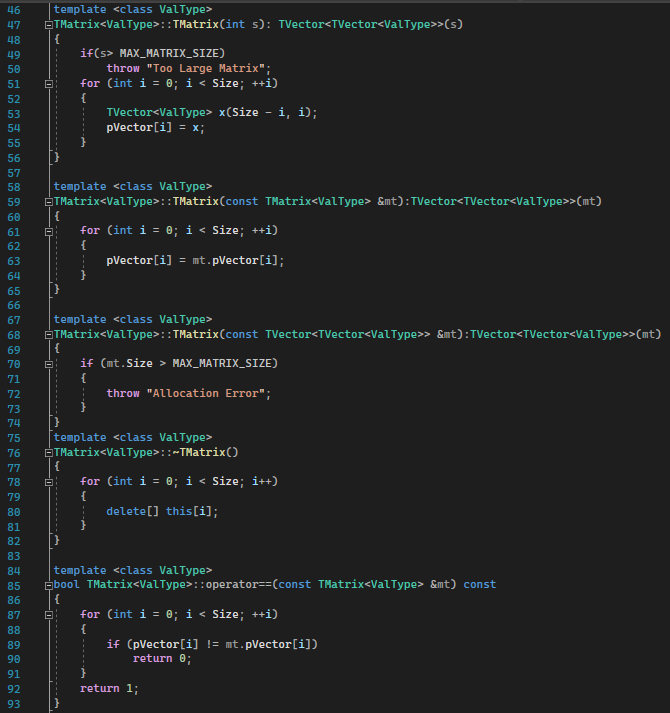 46 template <class ValType>
47 TMatrix<ValType>::TMatrix(int s): TVector<TVector<ValType>>(s)
48 {
49     if(s> MAX_MATRIX_SIZE)
50         throw "Too Large Matrix";
51     for (int i = 0; i < Size; ++i)
52     {
53         TVector<ValType> x(Size - i, i);
54         pVector[i] = x;
55     }
56 }
57
58 template <class ValType>
59 TMatrix<ValType>::TMatrix(const TMatrix<ValType> &mt):TVector<TVector<ValType>>(mt)
60 {
61     for (int i = 0; i < Size; ++i)
62     {
63         pVector[i] = mt.pVector[i];
64     }
65 }
66
67 template <class ValType>
68 TMatrix<ValType>::TMatrix(const TVector<TVector<ValType>> &mt):TVector<TVector<ValType>>(mt)
69 {
70     if (mt.Size > MAX_MATRIX_SIZE)
71     {
72         throw "Allocation Error";
73     }
74 }
75 template <class ValType>
76 TMatrix<ValType>::~TMatrix()
77 {
78     for (int i = 0; i < Size; i++)
79     {
80         delete[] this[i];
81     }
82 }
83
84 template <class ValType>
85 bool TMatrix<ValType>::operator==(const TMatrix<ValType> &mt) const
86 {
87     for (int i = 0; i < Size; ++i)
88     {
89         if (pVector[i] != mt.pVector[i])
90             return 0;
91     }
92     return 1;
93 }